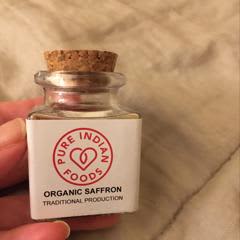 PURE INDIAN
FOODS
ORGANIC SAFFRON
TRADITIONAL PRODUCTION